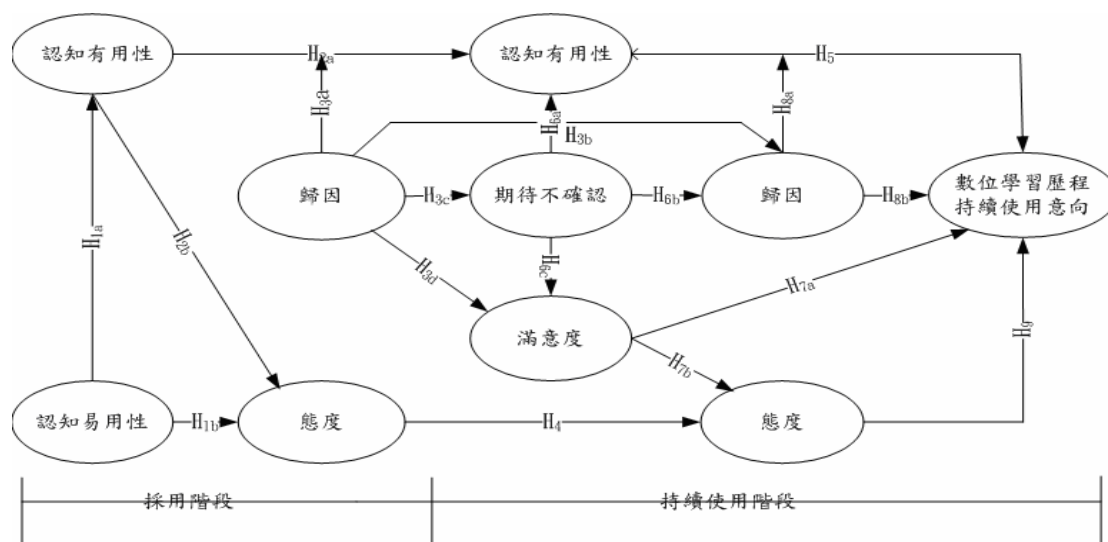 認知有用性
H2a
認知有用性
H5
H3a
H6a
H8a
H3b
歸因
H3c
期待不確認
H6b
歸因
H8b
數位學習歷程
持續使用意向
H1a
H2b
H3d
H6c
H7a
滿意度
H7b
H9
認知易用性
H1b
態度
H4
態度
採用階段
持續使用階段